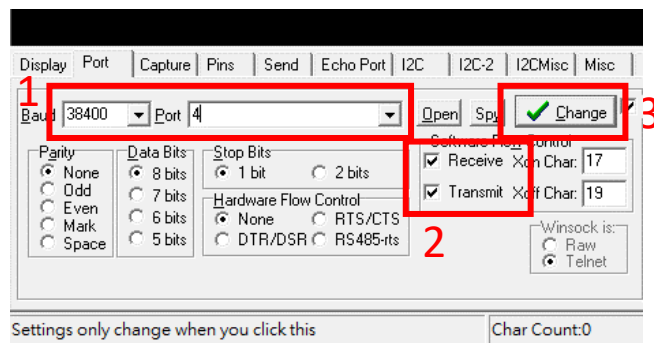 Display Port Capture Pins Send Echo Port I2C I2C-2 I2CMisc Misc
1
Baud 38400 Port 4 Open Spy Change 3
Parity
None
Odd
Even
Mark
Space
Data Bits
8 bits
7 bits
6 bits
5 bits
Stop Bits
1 bit 2 bits
Hardware Flow Control
None RTS/CTS
DTR/DSR RS485-rts
Software Flow Control
Receive Xon Char: 17
Transmit Xoff Char: 19
2
Winsock is:
Raw
Telnet
Settings only change when you click this Char Count:0